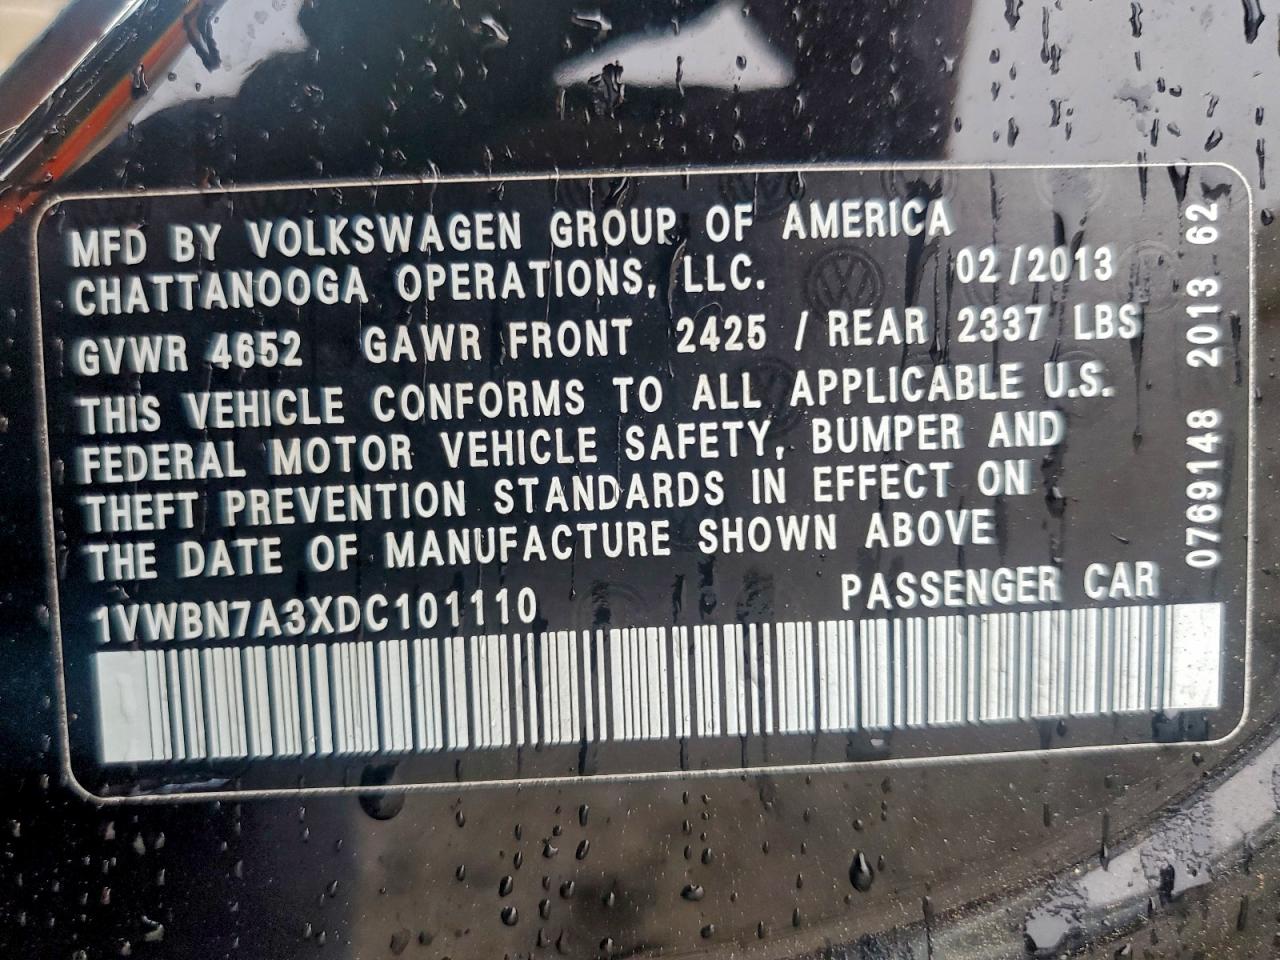 MFD BY VOLKSWAGEN GROUP OF AMERICA
CHATTANOOGA OPERATIONS, LLC. 02/2013
GVWR 4652 GAWR FRONT 2425 / REAR 2337 LBS
THIS VEHICLE CONFORMS TO ALL APPLICABLE U.S.
FEDERAL MOTOR VEHICLE SAFETY, BUMPER AND
THEFT PREVENTION STANDARDS IN EFFECT ON
THE DATE OF MANUFACTURE SHOWN ABOVE
1VWBN7A3XDC101110 PASSENGER CAR
0769148 2013 62